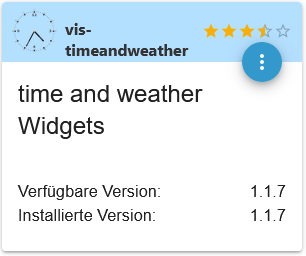 vis-
timeandweather
time and weather
Widgets
Verfügbare Version: 1.1.7
Installierte Version: 1.1.7